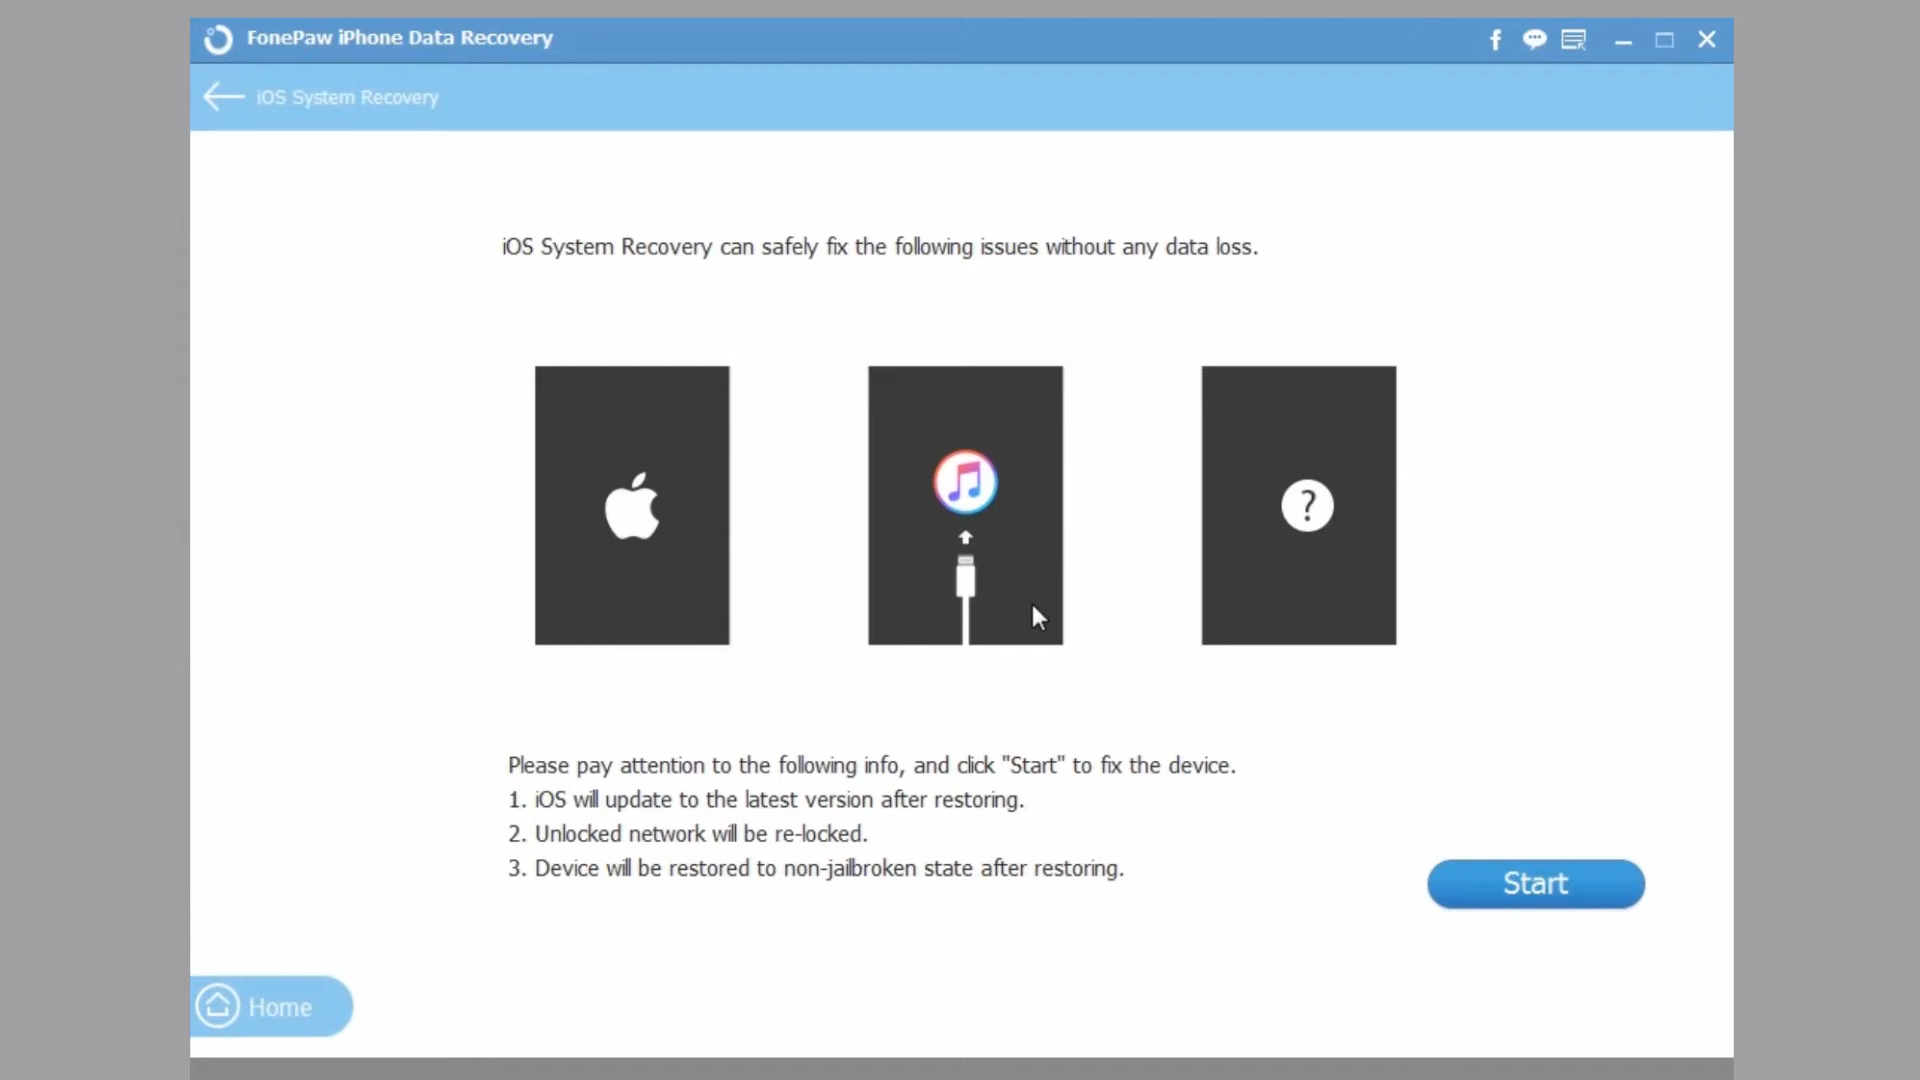 FonePaw iPhone Data Recovery
iOS System Recovery
iOS System Recovery can safely fix the following issues without any data loss.
?
Please pay attention to the following info, and click "Start" to fix the device.
1. iOS will update to the latest version after restoring.
2. Unlocked network will be re-locked.
3. Device will be restored to non-jailbroken state after restoring.
Start
Home